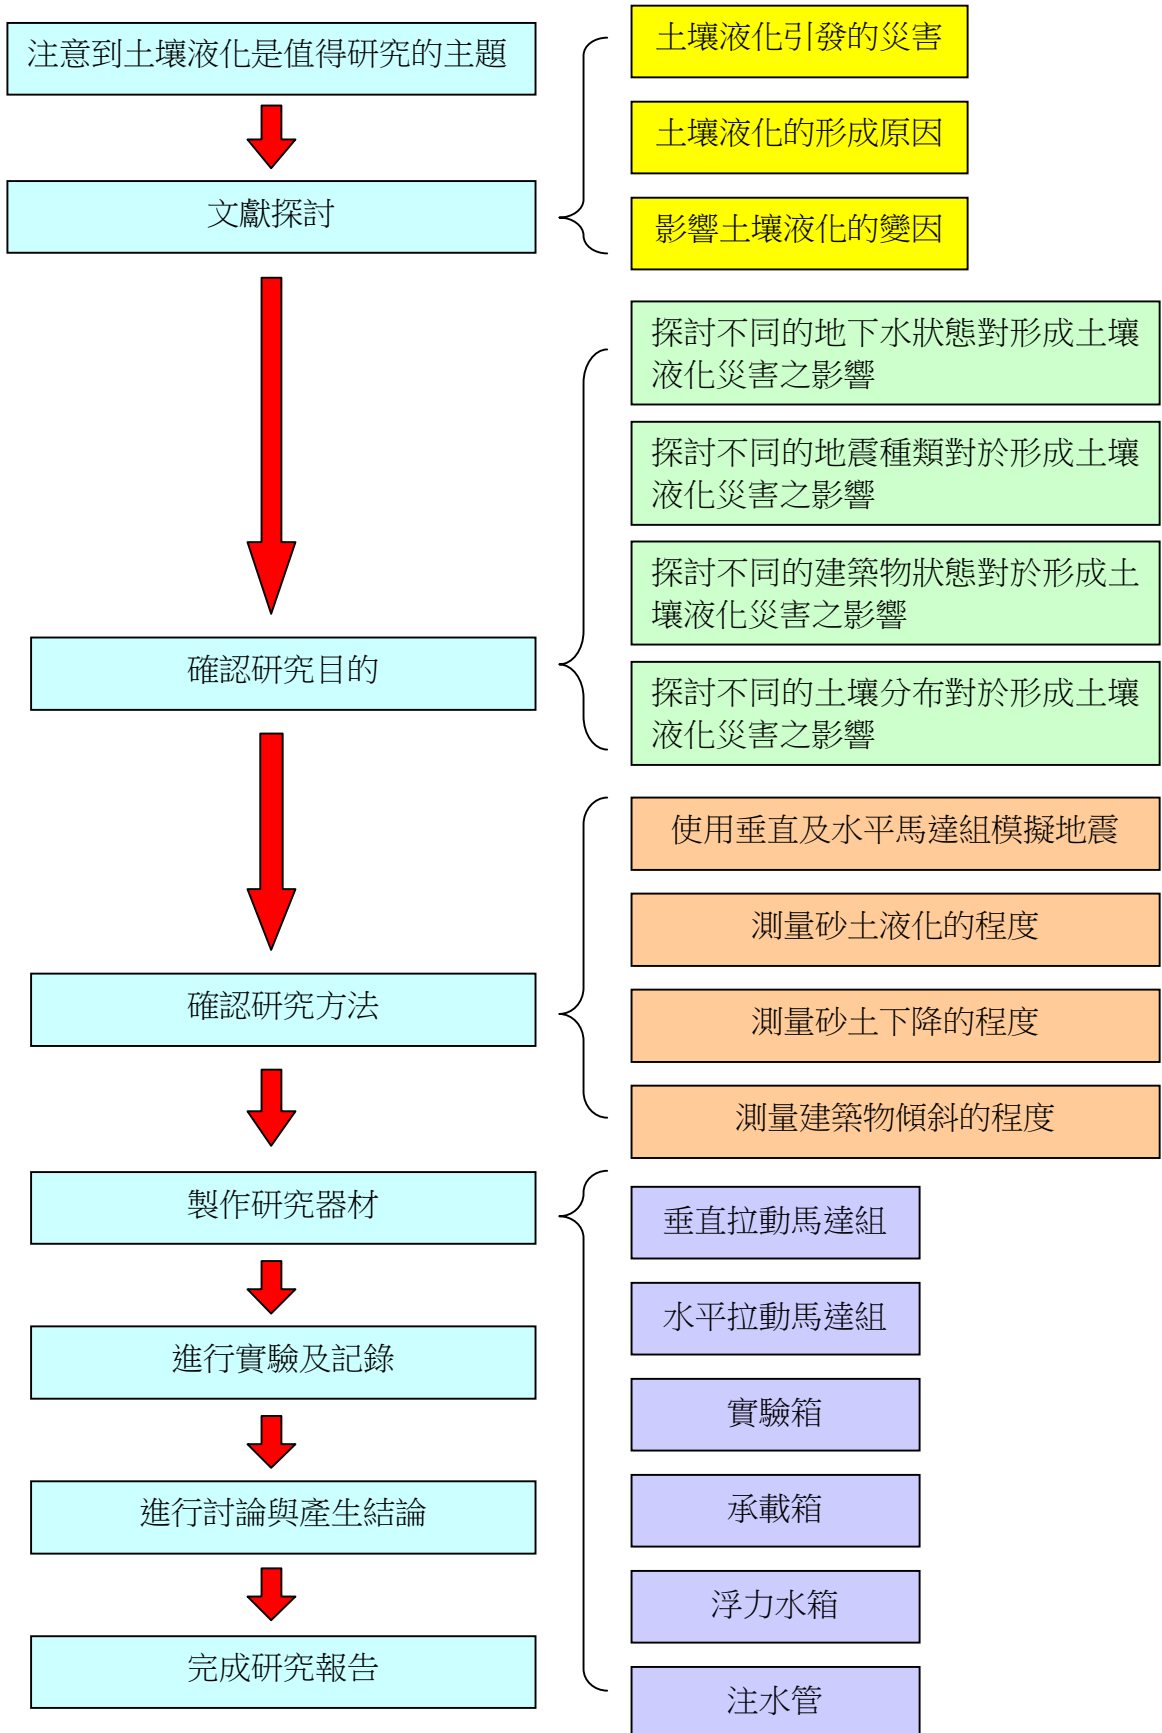 注意到土壤液化是值得研究的主題
土壤液化引發的災害
土壤液化的形成原因
文獻探討
影響土壤液化的變因
探討不同的地下水狀態對形成土壤
液化災害之影響
探討不同的地震種類對於形成土壤
液化災害之影響
探討不同的建築物狀態對於形成土
壤液化災害之影響
確認研究目的
探討不同的土壤分布對於形成土壤
液化災害之影響
使用垂直及水平馬達組模擬地震
測量砂土液化的程度
確認研究方法
測量砂土下降的程度
測量建築物傾斜的程度
製作研究器材
垂直拉動馬達組
水平拉動馬達組
進行實驗及記錄
實驗箱
進行討論與產生結論
承載箱
浮力水箱
完成研究報告
注水管